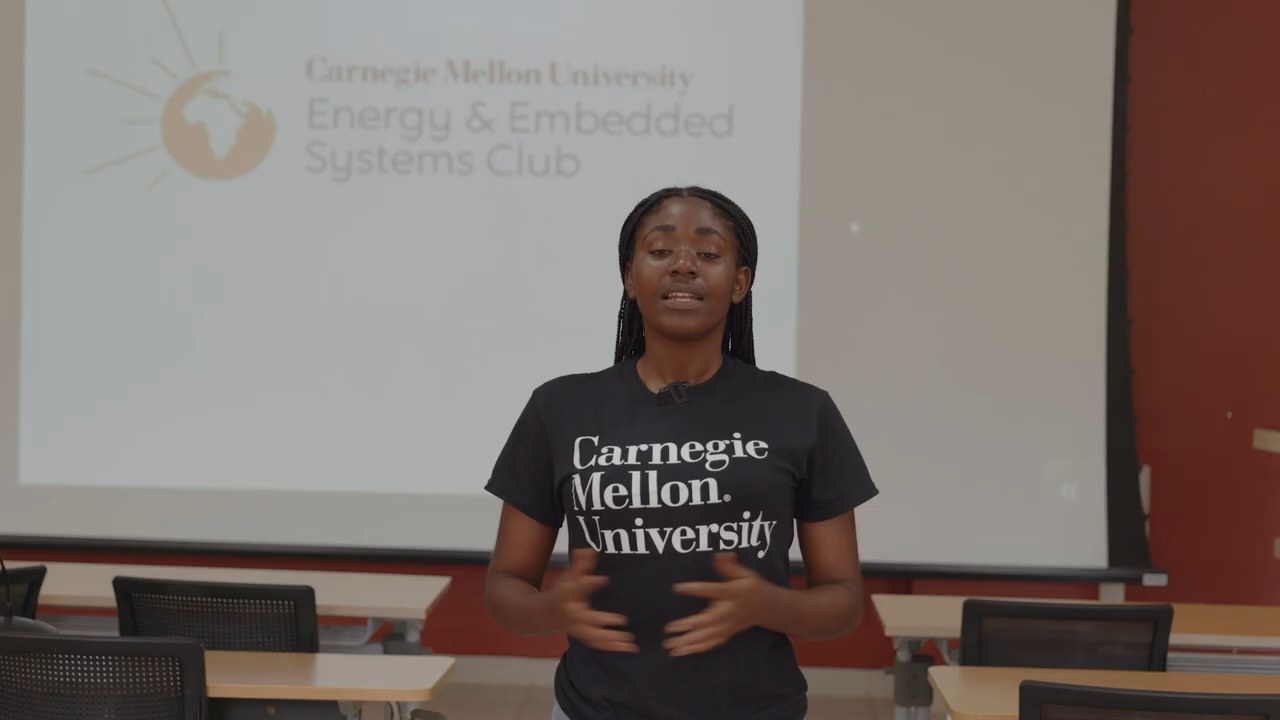 Carnegie Mellon University
Energy & Embedded
Systems Club
Carnegie
Mellon®
University